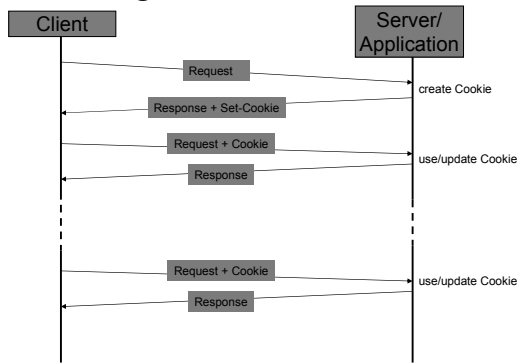 Client
Server/
Application
Request
create Cookie
Response + Set-Cookie
Request + Cookie
use/update Cookie
Response
Request + Cookie
use/update Cookie
Response